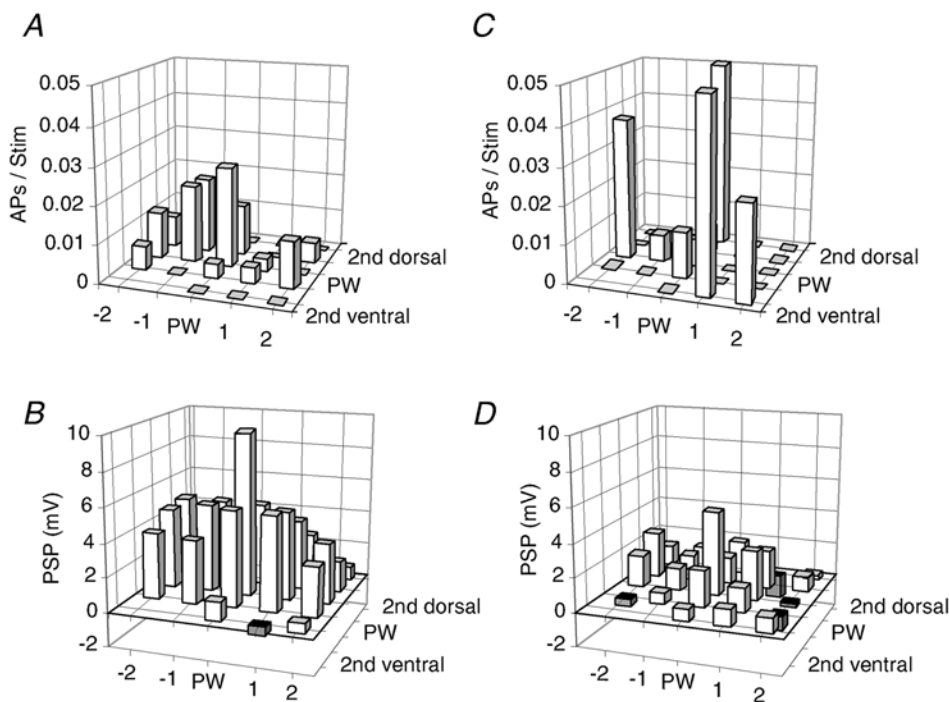 A
APs / Stim
0.05
0.04
0.03
0.02
0.01
0
-2
-1
PW
1
2
2nd dorsal
PW
2nd ventral
C
APs / Stim
0.05
0.04
0.03
0.02
0.01
0
-2
-1
PW
1
2
2nd dorsal
PW
2nd ventral
B
PSP (mV)
10
8
6
4
2
0
-2
-2
-1
PW
1
2
2nd dorsal
PW
2nd ventral
D
PSP (mV)
10
8
6
4
2
0
-2
-2
-1
PW
1
2
2nd dorsal
PW
2nd ventral